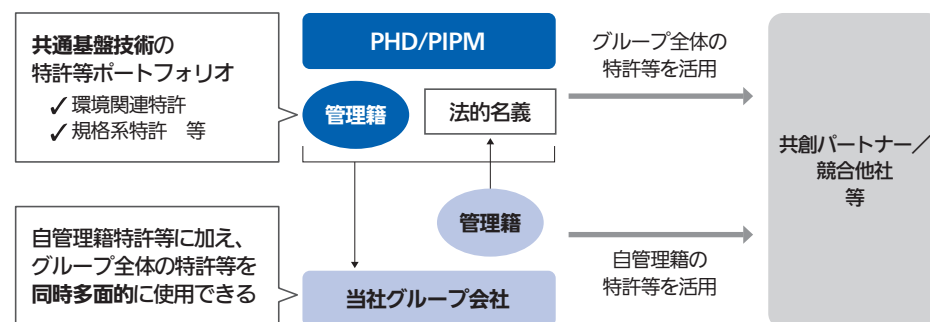 共通基盤技術の
特許等ポートフォリオ
✓環境関連特許
✓規格系特許　等
PHD/PIPM
管理籍
法的名義
グループ全体の
特許等を活用
共創パートナー／
競合他社
等
管理籍
自管理籍特許等に加え、
グループ全体の特許等を
同時多面的に使用できる
当社グループ会社
自管理籍の
特許等を活用